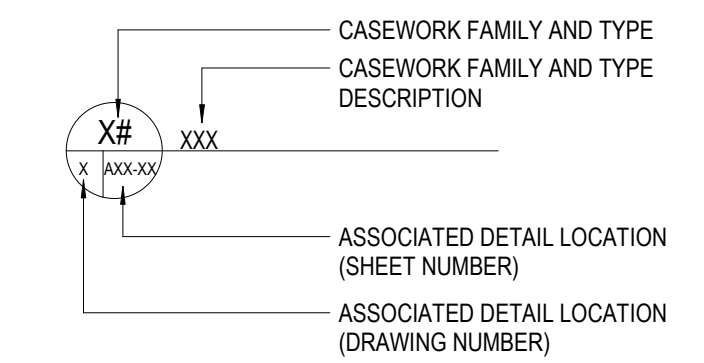 CASEWORK FAMILY AND TYPE
CASEWORK FAMILY AND TYPE
DESCRIPTION
X#
XXX
X
AXX-XX
ASSOCIATED DETAIL LOCATION
(SHEET NUMBER)
ASSOCIATED DETAIL LOCATION
(DRAWING NUMBER)